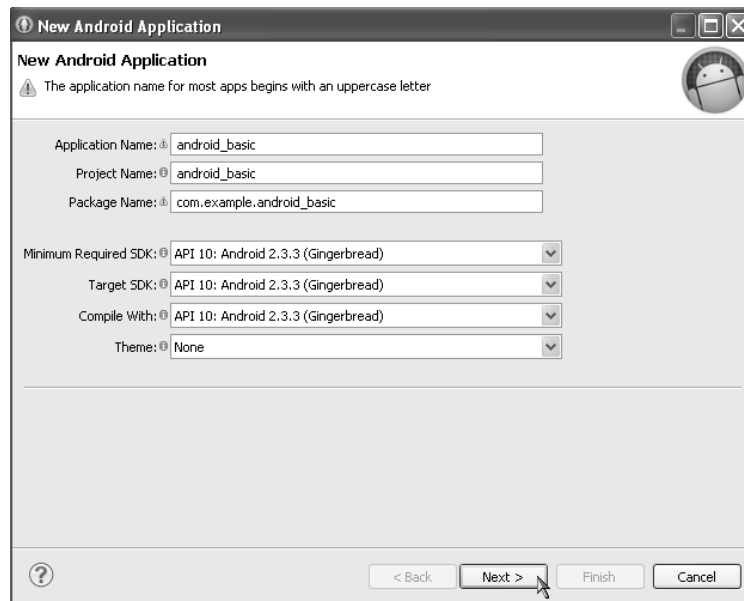 New Android Application
New Android Application
The application name for most apps begins with an uppercase letter
Application Name: android_basic
Project Name: android_basic
Package Name: com.example.android_basic
Minimum Required SDK: API 10: Android 2.3.3 (Gingerbread)
Target SDK: API 10: Android 2.3.3 (Gingerbread)
Compile With: API 10: Android 2.3.3 (Gingerbread)
Theme: None
? < Back Next > Finish Cancel